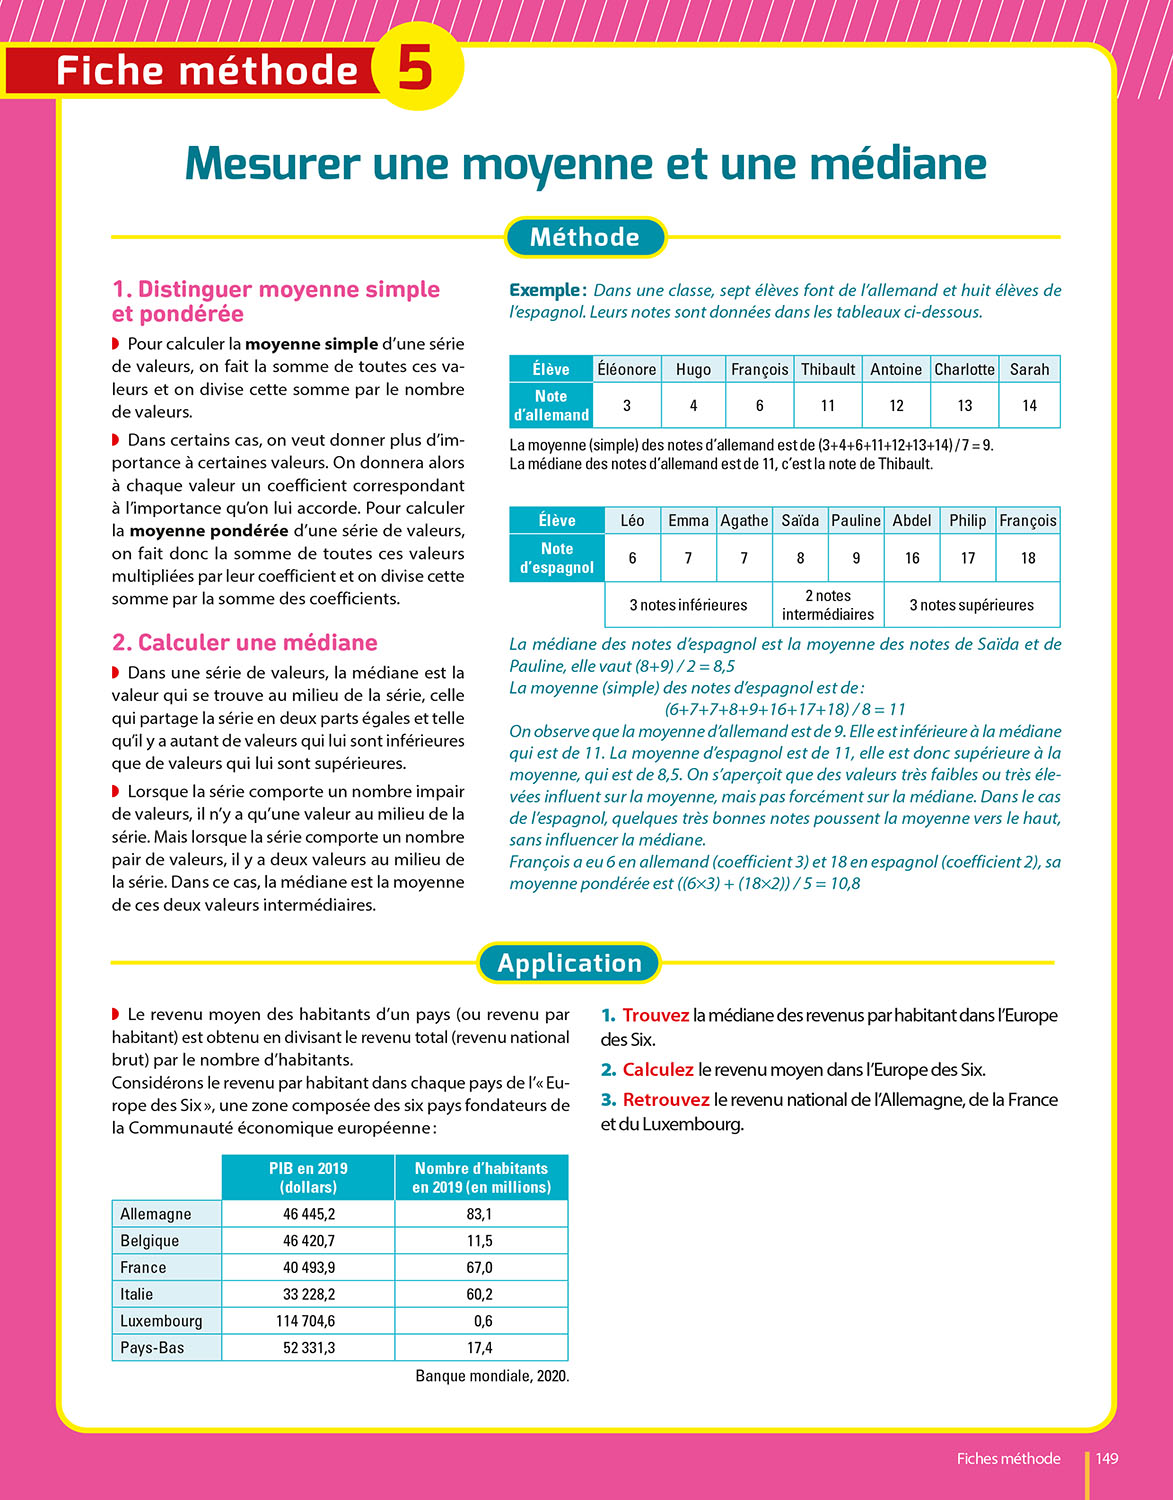 Fiche méthode 5
Mesurer une moyenne et une médiane
Méthode
1. Distinguer moyenne simple
et pondérée
◗ Pour calculer la moyenne simple d’une série
de valeurs, on fait la somme de toutes ces va-
leurs et on divise cette somme par le nombre
de valeurs.
◗ Dans certains cas, on veut donner plus d’im-
portance à certaines valeurs. On donnera alors
à chaque valeur un coefficient correspondant
à l’importance qu’on lui accorde. Pour calculer
la moyenne pondérée d’une série de valeurs,
on fait donc la somme de toutes ces valeurs
multipliées par leur coefficient et on divise cette
somme par la somme des coefficients.
2. Calculer une médiane
◗ Dans une série de valeurs, la médiane est la
valeur qui se trouve au milieu de la série, celle
qui partage la série en deux parts égales et telle
qu’il y a autant de valeurs qui lui sont inférieures
que de valeurs qui lui sont supérieures.
◗ Lorsque la série comporte un nombre impair
de valeurs, il n’y a qu’une valeur au milieu de la
série. Mais lorsque la série comporte un nombre
pair de valeurs, il y a deux valeurs au milieu de
la série. Dans ce cas, la médiane est la moyenne
de ces deux valeurs intermédiaires.
Exemple : Dans une classe, sept élèves font de l’allemand et huit élèves de
l’espagnol. Leurs notes sont données dans les tableaux ci-dessous.
Élève Éléonore Hugo François Thibault Antoine Charlotte Sarah
Note
d’allemand 3 4 6 11 12 13 14
La moyenne (simple) des notes d’allemand est de (3+4+6+11+12+13+14) / 7 = 9.
La médiane des notes d’allemand est de 11, c’est la note de Thibault.
Élève Léo Emma Agathe Saïda Pauline Abdel Philip François
Note
d’espagnol 6 7 7 8 9 16 17 18
3 notes inférieures 2 notes
intermédiaires 3 notes supérieures
La médiane des notes d’espagnol est la moyenne des notes de Saïda et de
Pauline, elle vaut (8+9) / 2 = 8,5
La moyenne (simple) des notes d’espagnol est de :
(6+7+7+8+9+16+17+18) / 8 = 11
On observe que la moyenne d’allemand est de 9. Elle est inférieure à la médiane
qui est de 11. La moyenne d’espagnol est de 11, elle est donc supérieure à la
moyenne, qui est de 8,5. On s’aperçoit que des valeurs très faibles ou très éle-
vées influent sur la moyenne, mais pas forcément sur la médiane. Dans le cas
de l’espagnol, quelques très bonnes notes poussent la moyenne vers le haut,
sans influencer la médiane.
François a eu 6 en allemand (coefficient 3) et 18 en espagnol (coefficient 2), sa
moyenne pondérée est ((6×3) + (18×2)) / 5 = 10,8
Application
◗ Le revenu moyen des habitants d’un pays (ou revenu par
habitant) est obtenu en divisant le revenu total (revenu national
brut) par le nombre d’habitants.
Considérons le revenu par habitant dans chaque pays de l’« Eu-
rope des Six », une zone composée des six pays fondateurs de
la Communauté économique européenne :
PIB en 2019
(dollars) Nombre d’habitants
en 2019 (en millions)
Allemagne 46 445,2 83,1
Belgique 46 420,7 11,5
France 40 493,9 67,0
Italie 33 228,2 60,2
Luxembourg 114 704,6 0,6
Pays-Bas 52 331,3 17,4
Banque mondiale, 2020.
1. Trouvez la médiane des revenus par habitant dans l’Europe
des Six.
2. Calculez le revenu moyen dans l’Europe des Six.
3. Retrouvez le revenu national de l’Allemagne, de la France
et du Luxembourg.
Fiches méthode 149